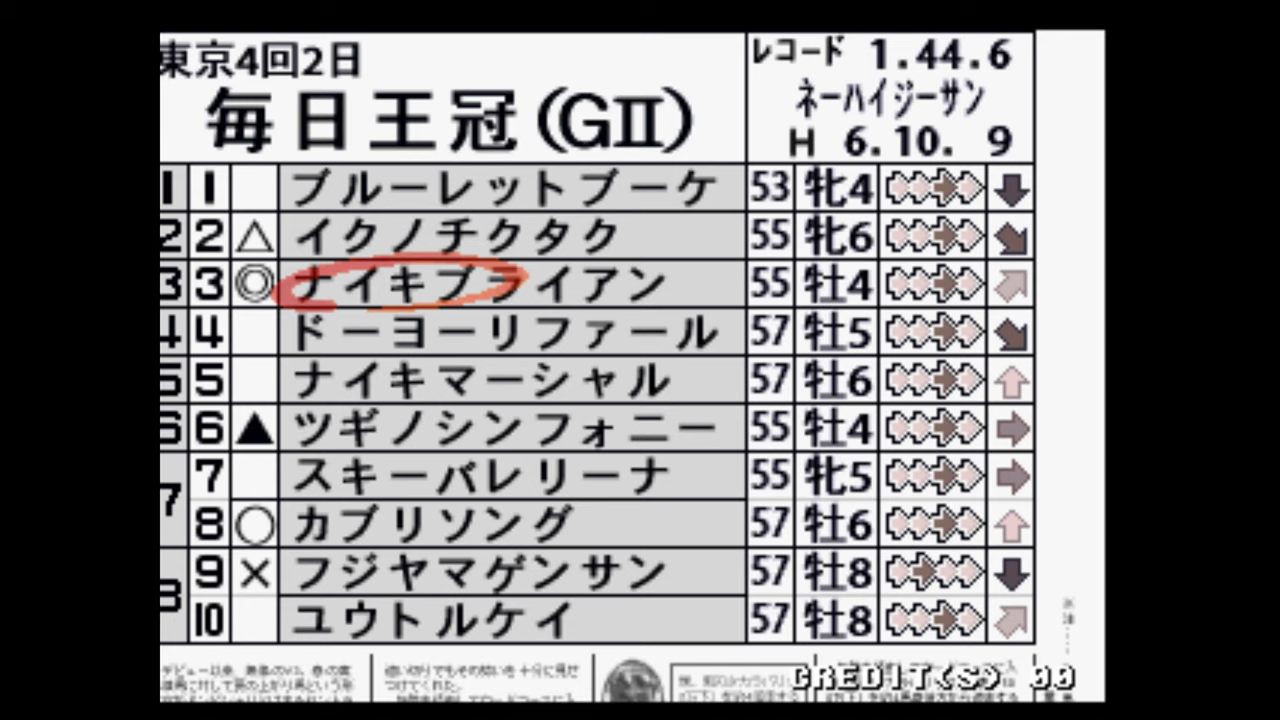 東京4回2日
毎日王冠(GⅡ)
レコード 1.44.6
ネーハイジーサン
H 6.10. 9
1 1 ブルーレットブーケ 53 牝4
2 2 △ イクノチクタク 55 牝6
3 3 ◎ ナイキブライアン 55 牡4
4 4 ドーヨーリファール 57 牡5
5 5 ナイキマーシャル 57 牡6
6 6 ▲ ツギノシンフォニー 55 牡4
7 7 スキーバレリーナ 55 牝5
8 ○ カブリソング 57 牡6
8 9 × フジヤマゲンサン 57 牡8
10 ユウトルケイ 57 牡8
CREDIT(S) 00